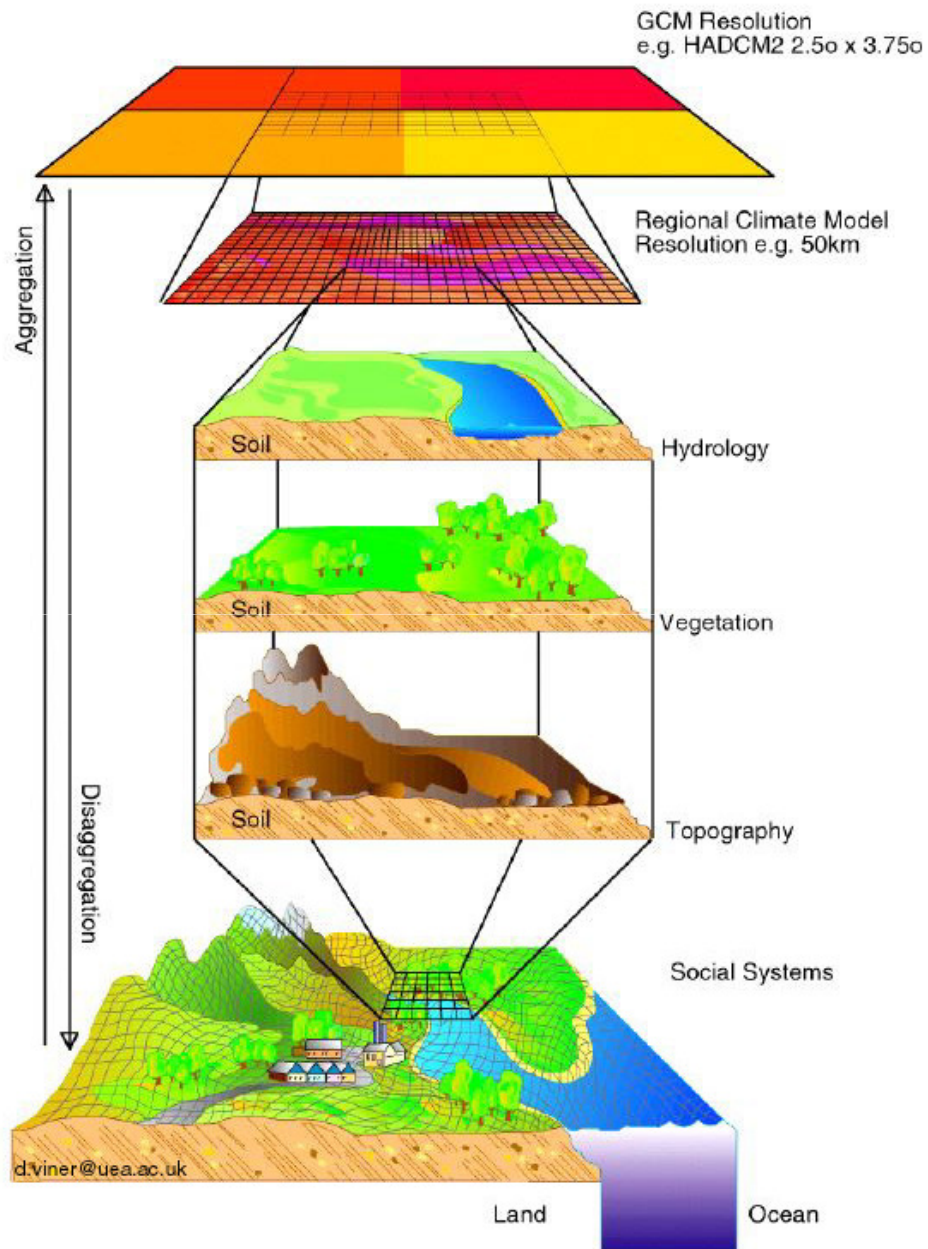 GCM Resolution
e.g. HADCM2 2.5o x 3.75o
Regional Climate Model
Resolution e.g. 50km
Aggregation
Soil
Hydrology
Soil
Vegetation
Disaggregation
Soil
Topography
Social Systems
d.viner@uea.ac.uk
Land
Ocean